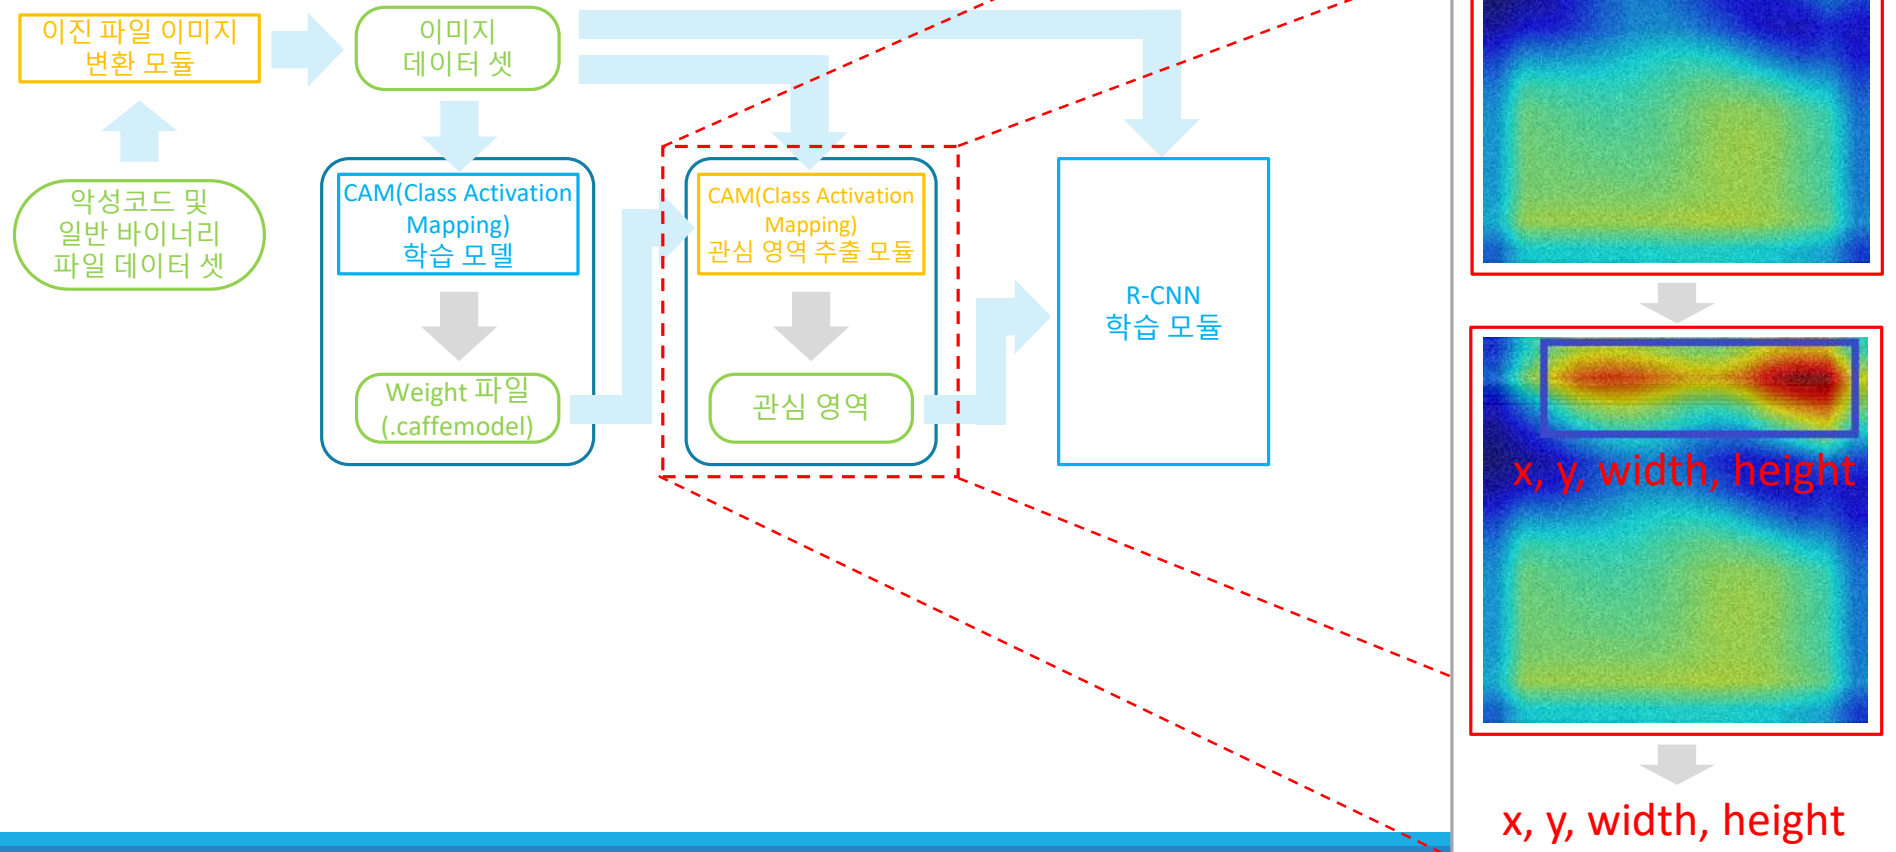 이진 파일 이미지
변환 모듈
이미지
데이터 셋
악성코드 및
일반 바이너리
파일 데이터 셋
CAM(Class Activation
Mapping)
학습 모델
Weight 파일
(.caffemodel)
CAM(Class Activation
Mapping)
관심 영역 추출 모듈
관심 영역
R-CNN
학습 모듈
x, y, width, height
x, y, width, height